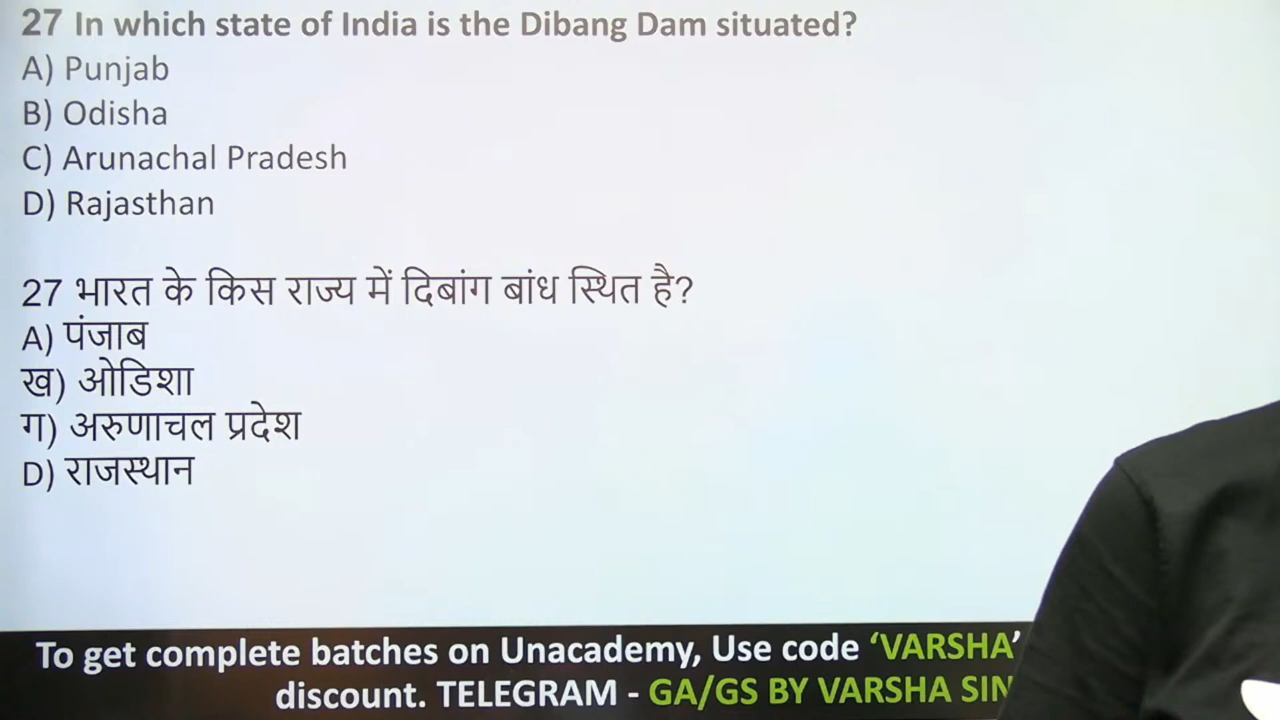 27 In which state of India is the Dibang Dam situated?
A) Punjab
B) Odisha
C) Arunachal Pradesh
D) Rajasthan
27 भारत के किस राज्य में दिबांग बांध स्थित है?
A) पंजाब
ख) ओडिशा
ग) अरुणाचल प्रदेश
D) राजस्थान
To get complete batches on Unacademy, Use code ‘VARSHA’
discount. TELEGRAM - GA/GS BY VARSHA SIN